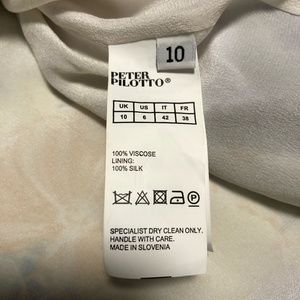 10
PETER
PILOTTO®
UK US IT FR
10 6 42 38
100% VISCOSE
LINING:
100% SILK
SPECIALIST DRY CLEAN ONLY.
HANDLE WITH CARE.
MADE IN SLOVENIA